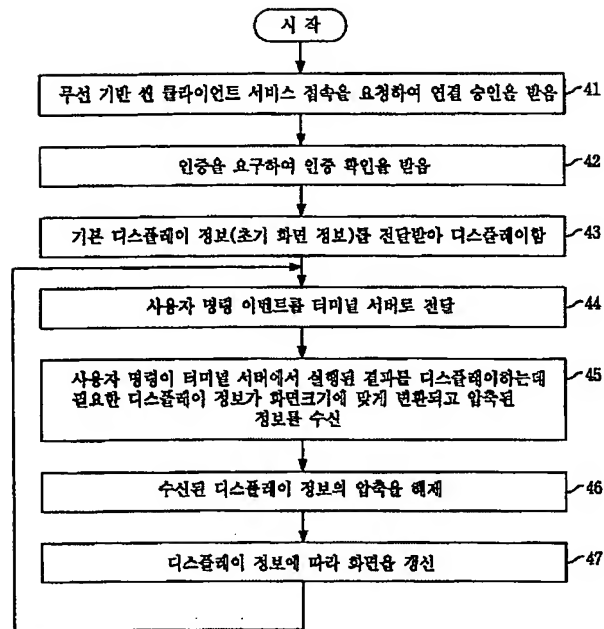 시 작
무선 기반 씬 클라이언트 서비스 접속을 요청하여 연결 승인을 받음
41
인증을 요구하여 인증 확인을 받음
42
기본 디스플레이 정보(초기 화면 정보)를 전달받아 디스플레이함
43
사용자 명령 이벤트를 터미널 서버로 전달
44
사용자 명령이 터미널 서버에서 실행된 결과를 디스플레이하는데
필요한 디스플레이 정보가 화면크기에 맞게 변환되고 압축된
정보를 수신
45
수신된 디스플레이 정보의 압축을 해제
46
디스플레이 정보에 따라 화면을 갱신
47